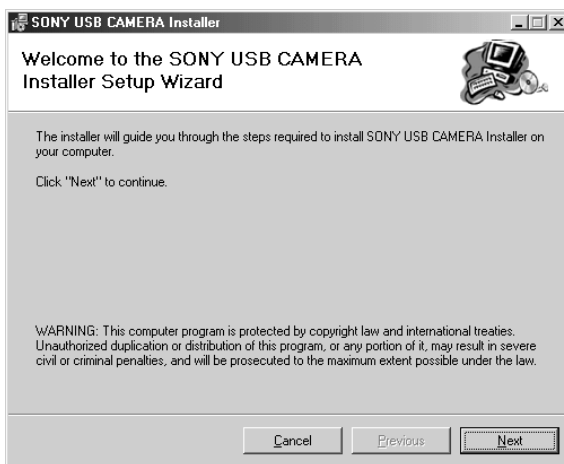 SONY USB CAMERA Installer
Welcome to the SONY USB CAMERA
Installer Setup Wizard
The installer will guide you through the steps required to install SONY USB CAMERA Installer on
your computer.
Click "Next" to continue.
WARNING: This computer program is protected by copyright law and international treaties.
Unauthorized duplication or distribution of this program, or any portion of it, may result in severe
civil or criminal penalties, and will be prosecuted to the maximum extent possible under the law.
Cancel
Previous
Next